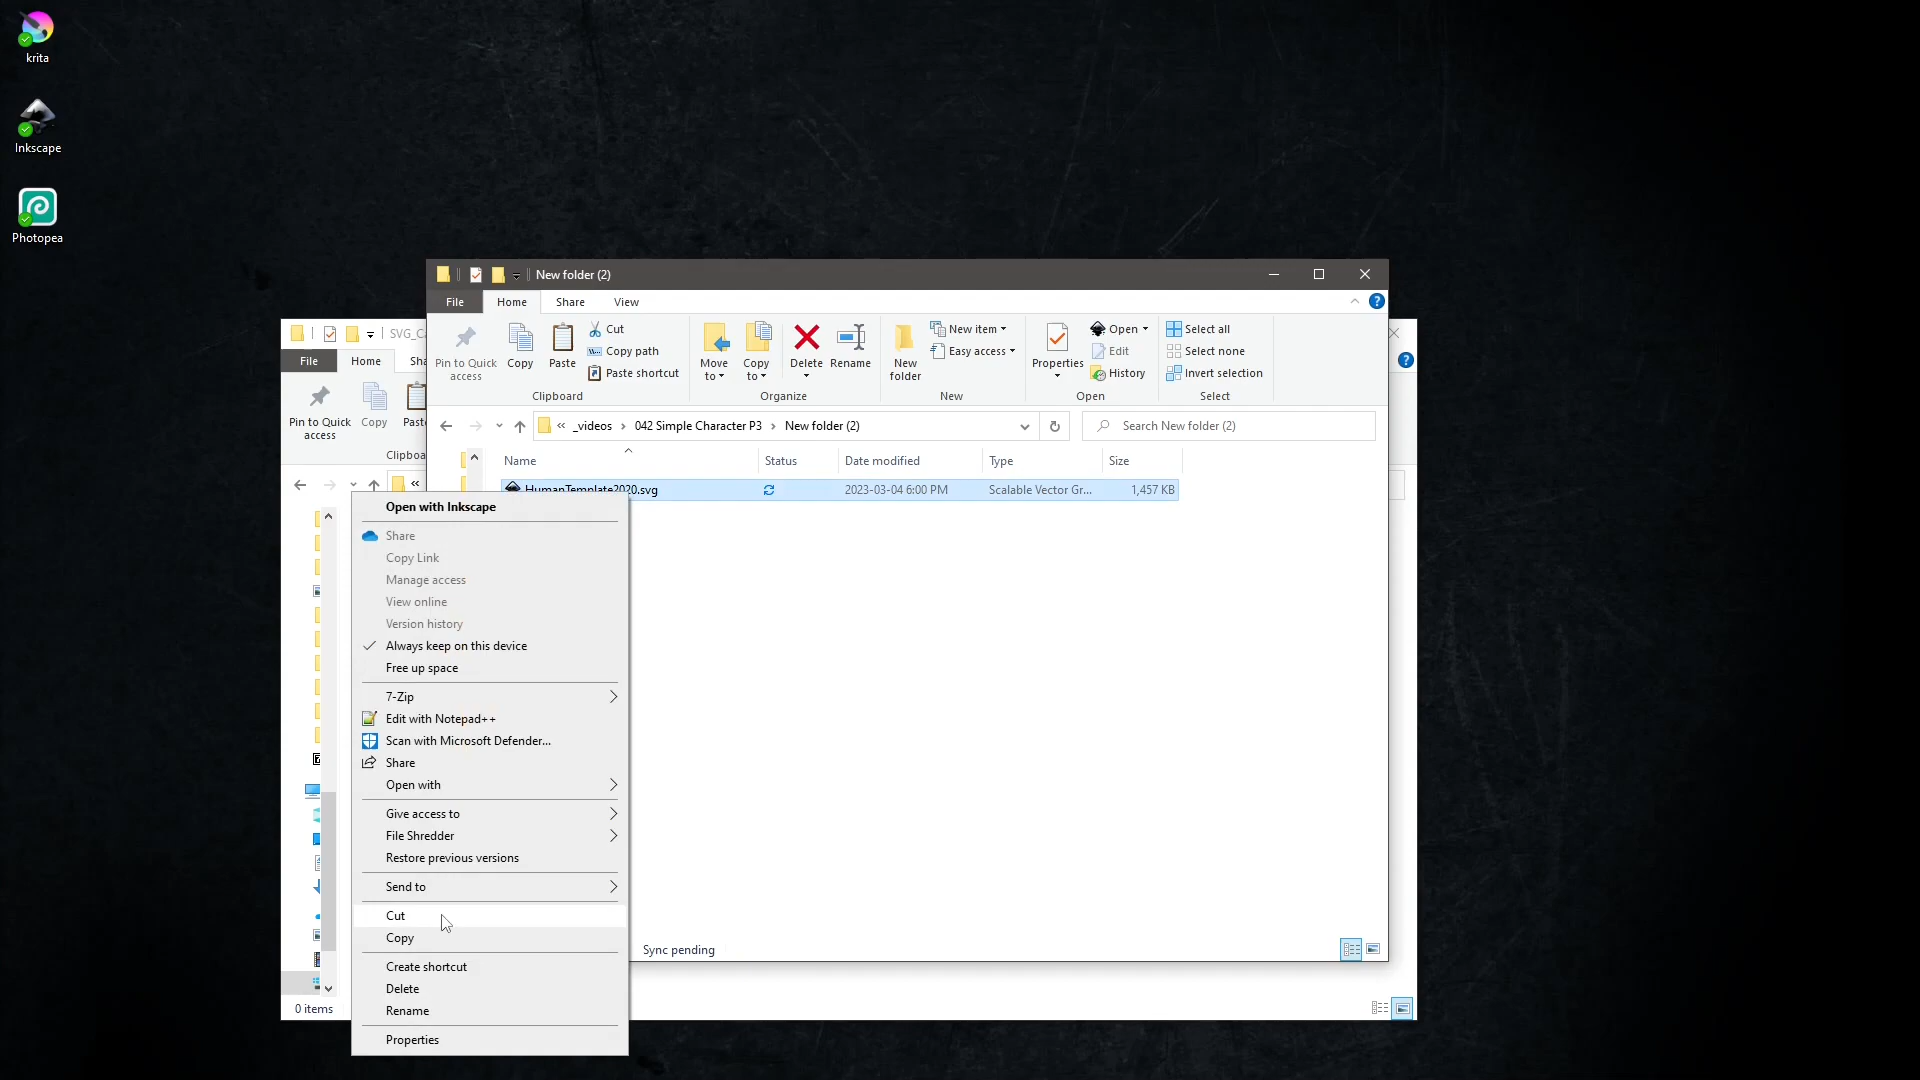 krita
Inkscape
Photopea
New folder (2)
File Home Share View
Pin to Quick access
Copy
Paste
Cut
Copy path
Paste shortcut
Clipboard
Move to
Copy to
Delete
Rename
Organize
New folder
New item
Easy access
New
Properties
Open
Edit
History
Open
Select all
Select none
Invert selection
Select
« _videos › 042 Simple Character P3 › New folder (2)
Search New folder (2)
Name Status Date modified Type Size
HumanTemplate2020.svg 2023-03-04 6:00 PM Scalable Vector Gr... 1,457 KB
Sync pending
File Home
Pin to Quick access
Copy
0 items
Open with Inkscape
Share
Copy Link
Manage access
View online
Version history
Always keep on this device
Free up space
7-Zip
Edit with Notepad++
Scan with Microsoft Defender...
Share
Open with
Give access to
File Shredder
Restore previous versions
Send to
Cut
Copy
Create shortcut
Delete
Rename
Properties